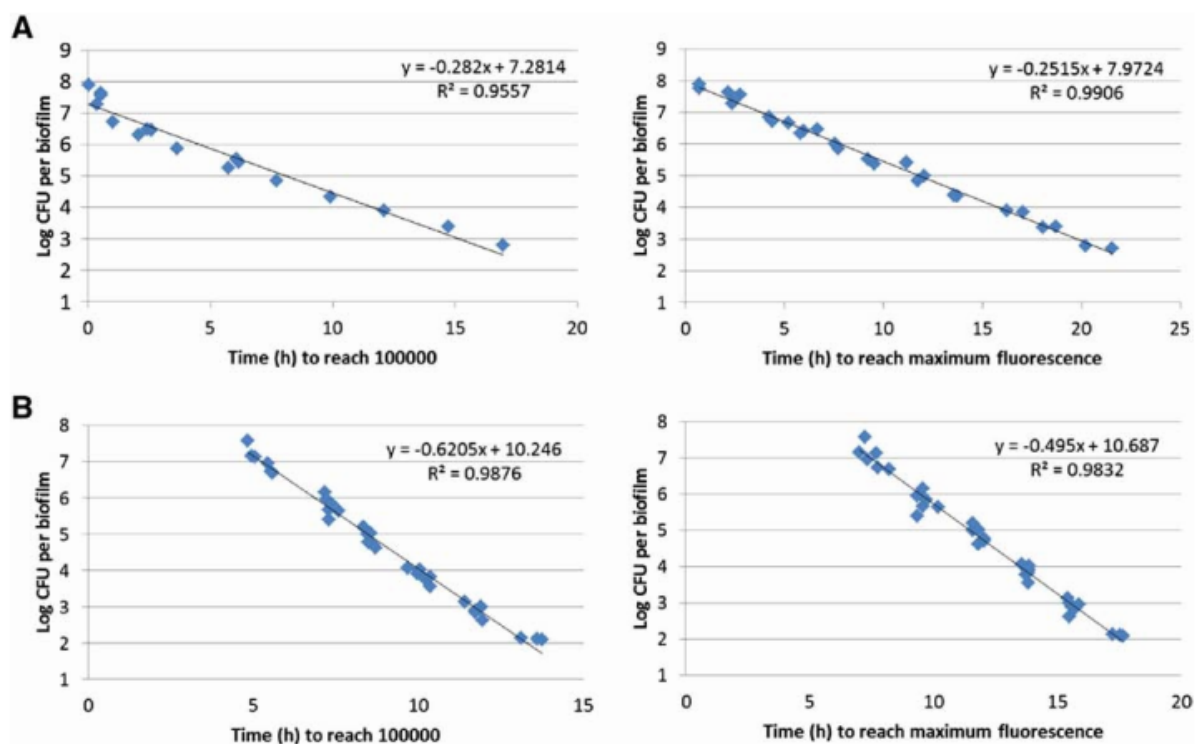 A
9
8
7
6
5
4
3
2
1
Log CFU per biofilm
y = -0.282x + 7.2814
R² = 0.9557
0 5 10 15 20
Time (h) to reach 100000
9
8
7
6
5
4
3
2
1
Log CFU per biofilm
y = -0.2515x + 7.9724
R² = 0.9906
0 5 10 15 20 25
Time (h) to reach maximum fluorescence
B
8
7
6
5
4
3
2
1
Log CFU per biofilm
y = -0.6205x + 10.246
R² = 0.9876
0 5 10 15
Time (h) to reach 100000
8
7
6
5
4
3
2
1
Log CFU per biofilm
y = -0.495x + 10.687
R² = 0.9832
0 5 10 15 20
Time (h) to reach maximum fluorescence